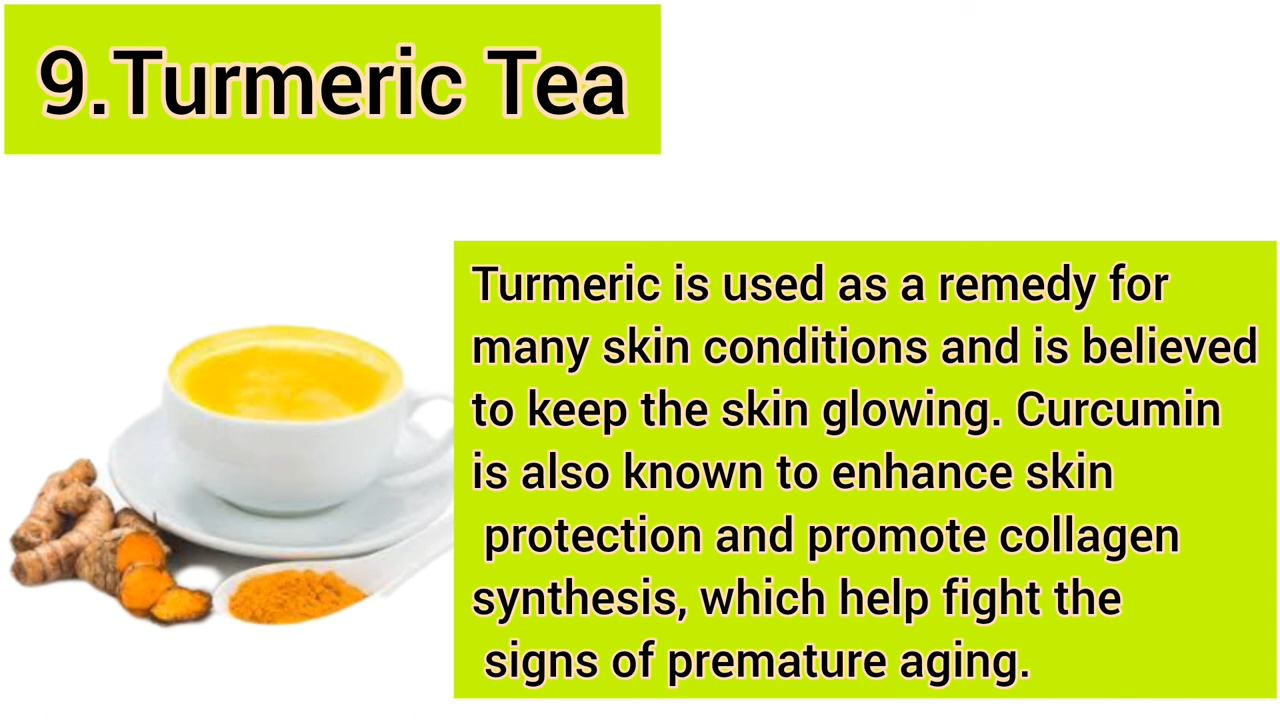 9.Turmeric Tea
Turmeric is used as a remedy for
many skin conditions and is believed
to keep the skin glowing. Curcumin
is also known to enhance skin
protection and promote collagen
synthesis, which help fight the
signs of premature aging.